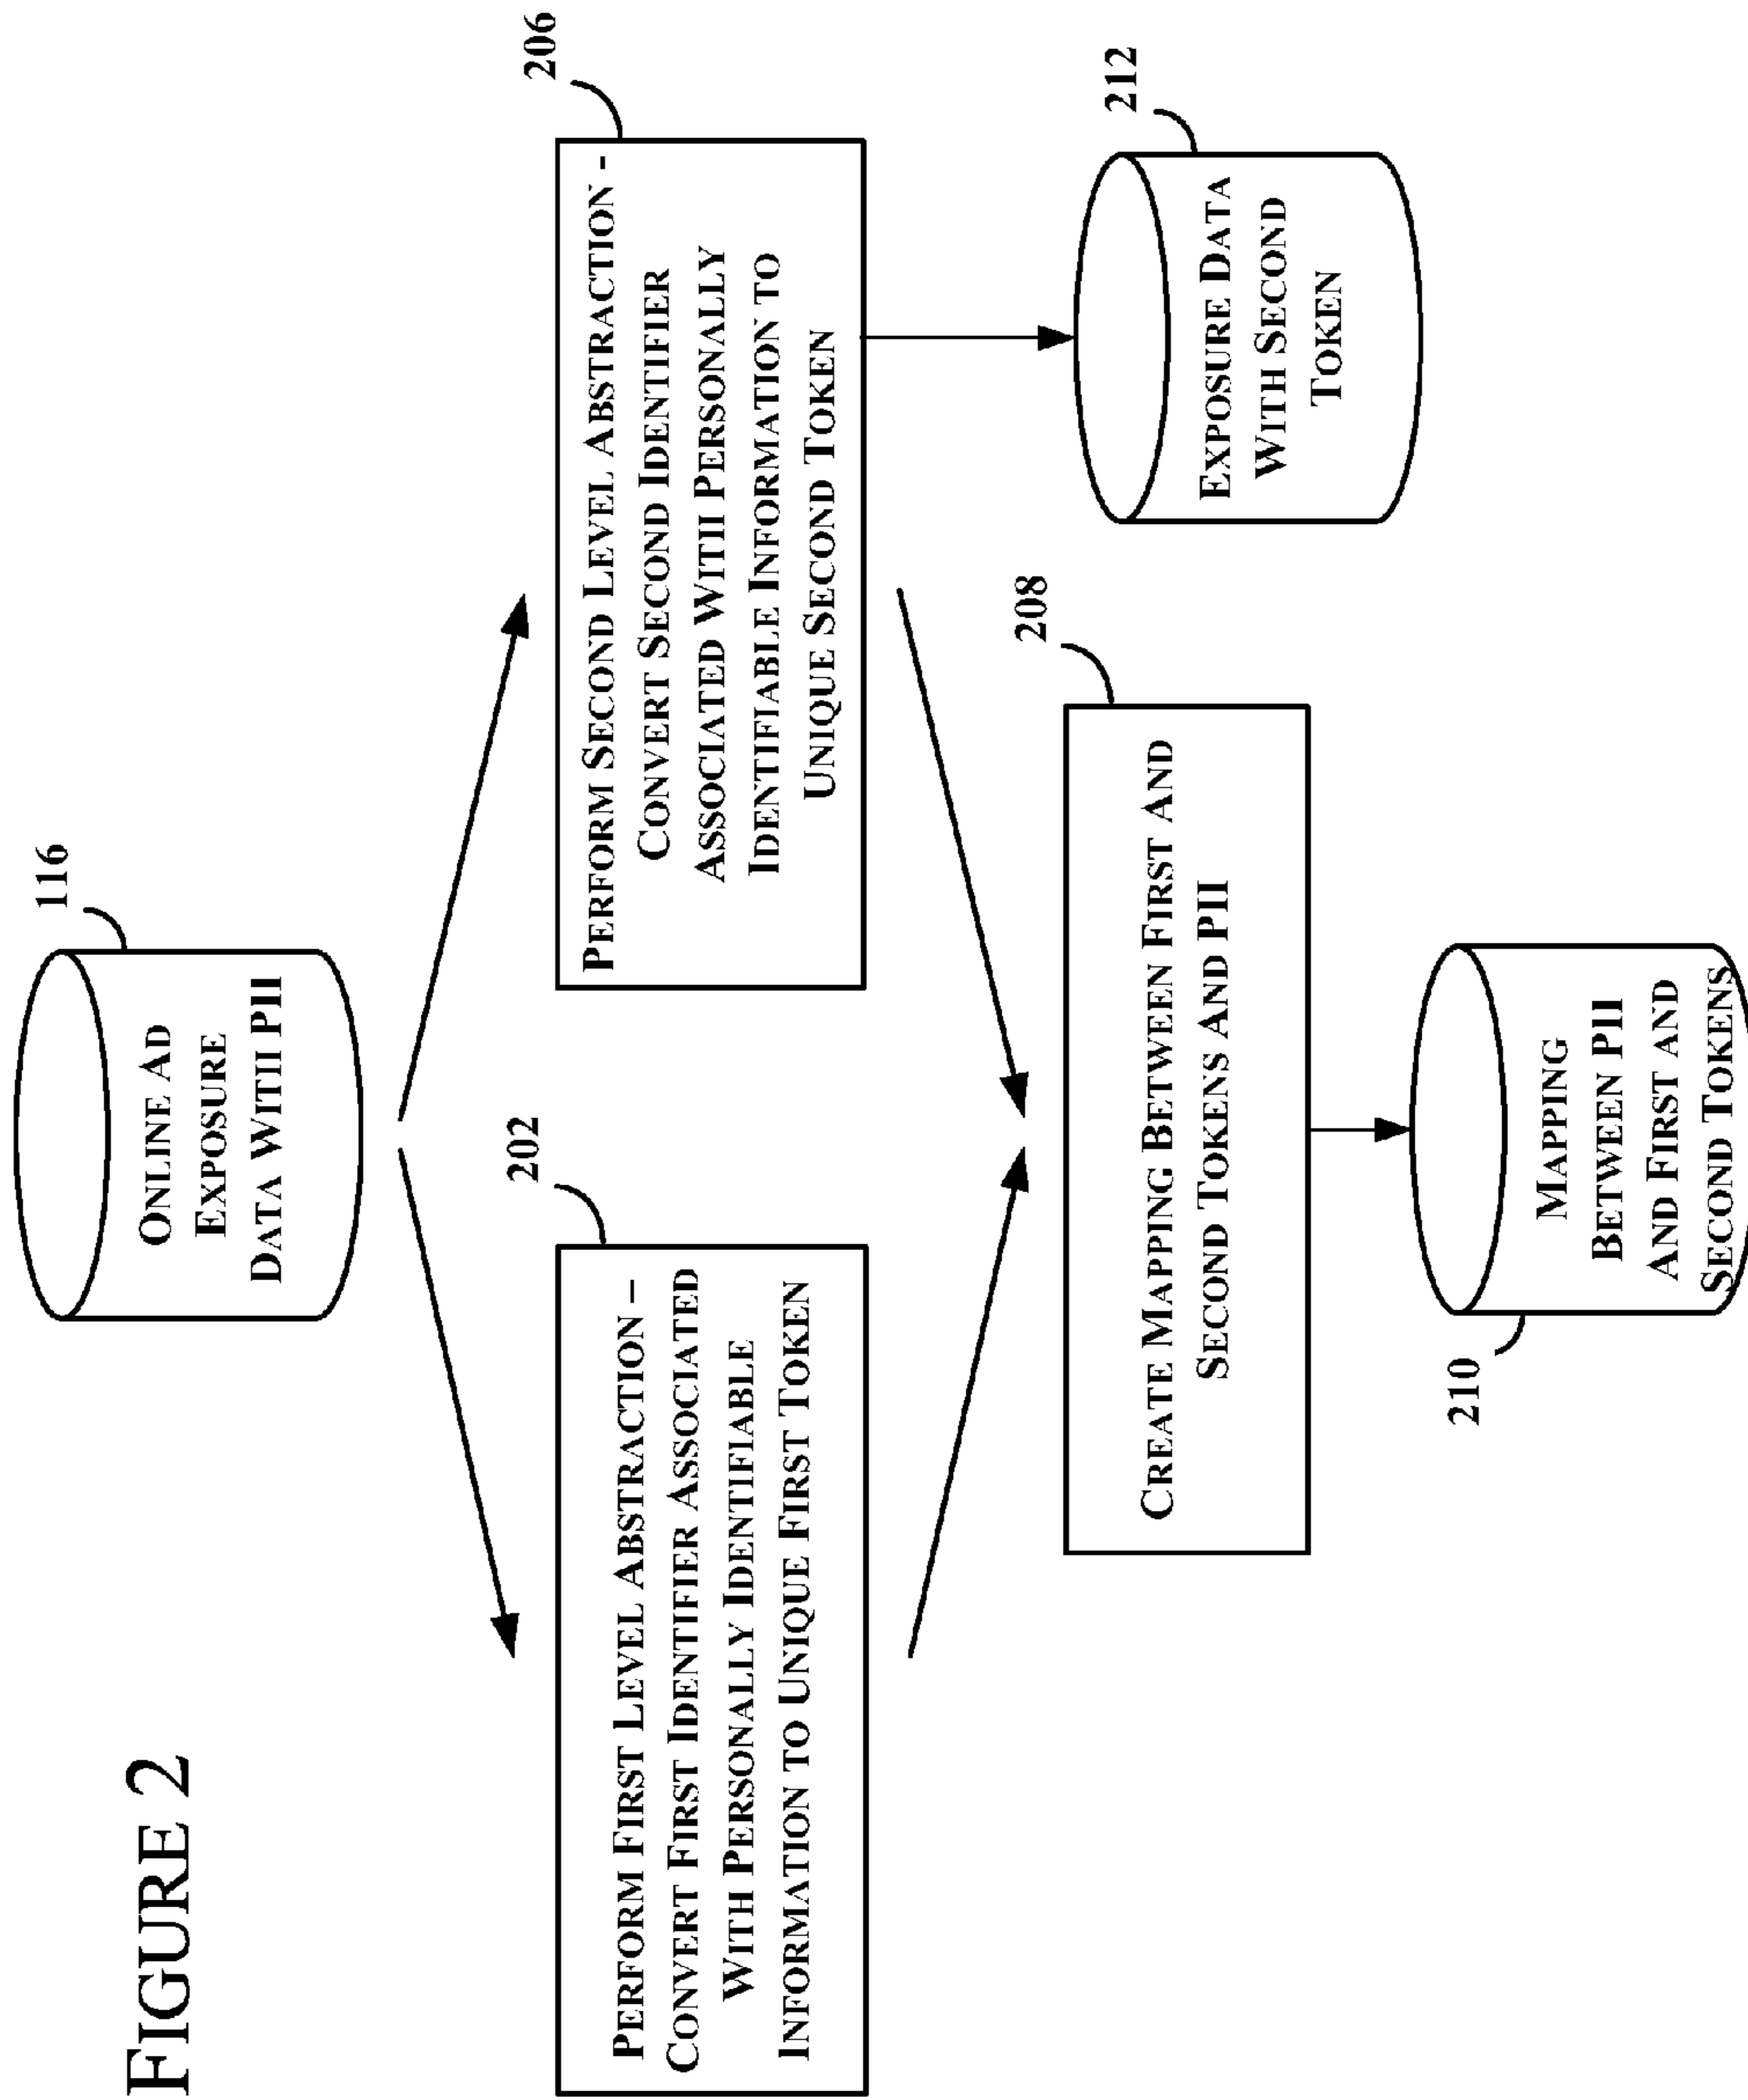 FIGURE 2
116
ONLINE AD
EXPOSURE
DATA WITH PII
202
PERFORM FIRST LEVEL ABSTRACTION –
CONVERT FIRST IDENTIFIER ASSOCIATED
WITH PERSONALLY IDENTIFIABLE
INFORMATION TO UNIQUE FIRST TOKEN
206
PERFORM SECOND LEVEL ABSTRACTION -
CONVERT SECOND IDENTIFIER
ASSOCIATED WITH PERSONALLY
IDENTIFIABLE INFORMATION TO
UNIQUE SECOND TOKEN
208
CREATE MAPPING BETWEEN FIRST AND
SECOND TOKENS AND PII
212
EXPOSURE DATA
WITH SECOND
TOKEN
210
MAPPING
BETWEEN PII
AND FIRST AND
SECOND TOKENS